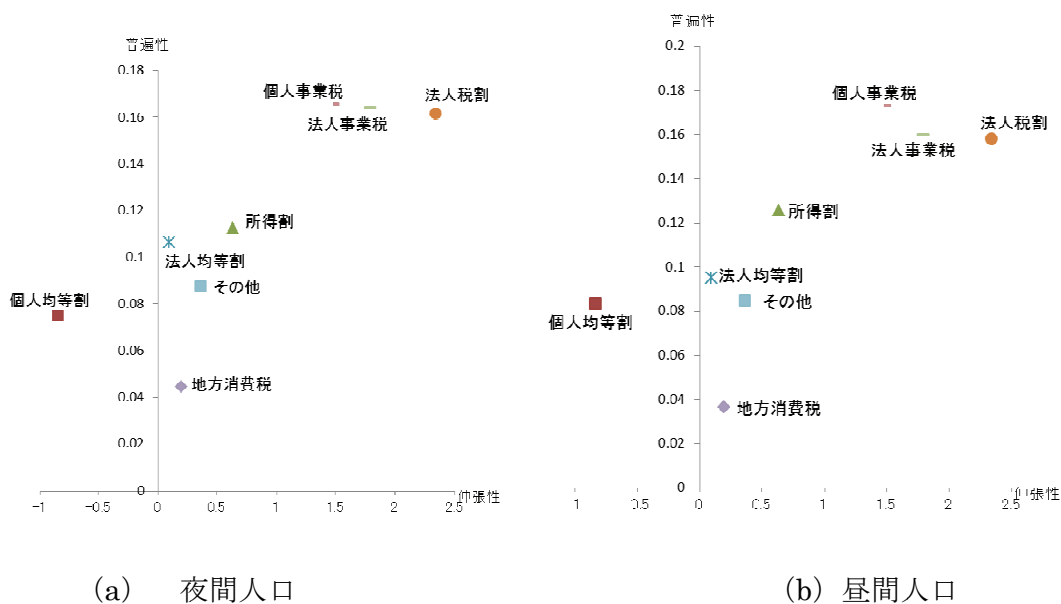 普遍性
0.18
個人事業税
法人税割
0.16
法人事業税
0.14
0.12
所得割
0.1
法人均等割
個人均等割
その他
0.08
0.06
地方消費税
0.04
0.02
0
伸張性
-1
-0.5
0
0.5
1
1.5
2
2.5
(a) 夜間人口
普遍性
0.2
0.18
個人事業税
法人税割
0.16
法人事業税
0.14
所得割
0.12
0.1
法人均等割
その他
個人均等割
0.08
0.06
地方消費税
0.04
0.02
0
伸張性
1
0.5
0
0.5
1
1.5
2
2.5
(b) 昼間人口